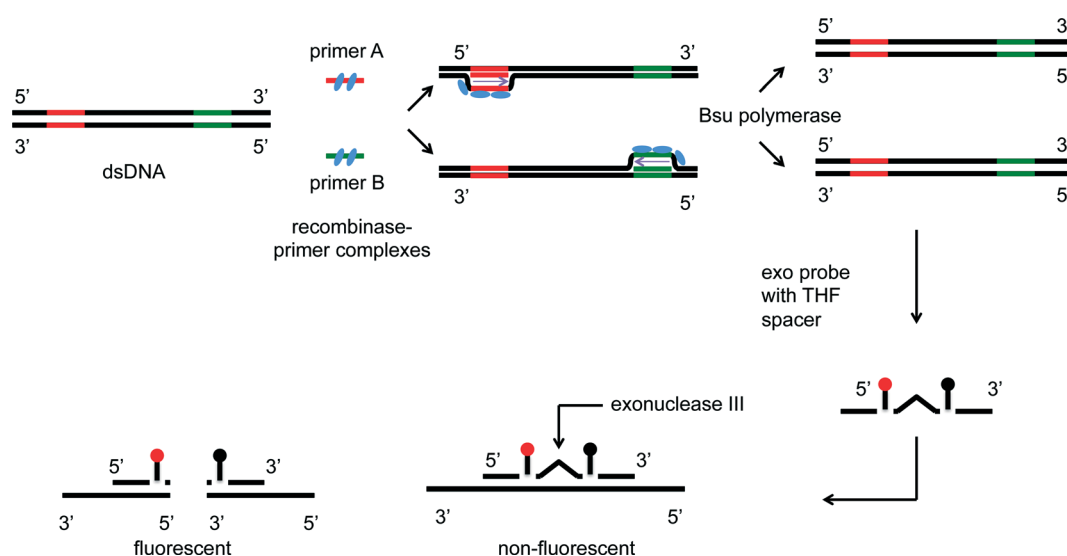 5’ 3’
3’ 5’
dsDNA
primer A
primer B
recombinase-
primer complexes
5’ 3’
3’ 5’
Bsu polymerase
5’ 3’
3’ 5’
5’ 3’
3’ 5’
exo probe
with THF
spacer
5’ 3’
exonuclease III
5’ 3’
3’ 5’
non-fluorescent
5’ 3’
3’ 5’ 3’ 5’
fluorescent